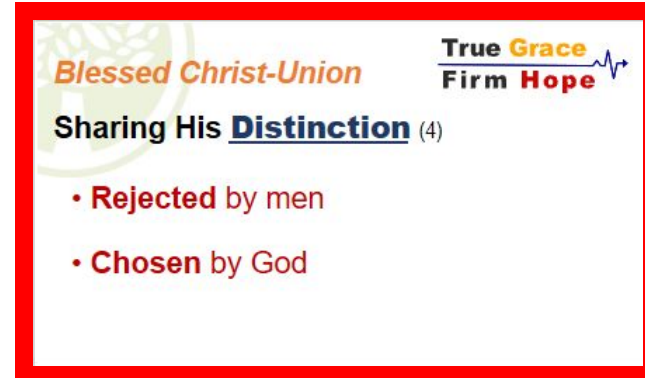 True Grace
Firm Hope
Blessed Christ-Union
Sharing His Distinction (4)
• Rejected by men
• Chosen by God